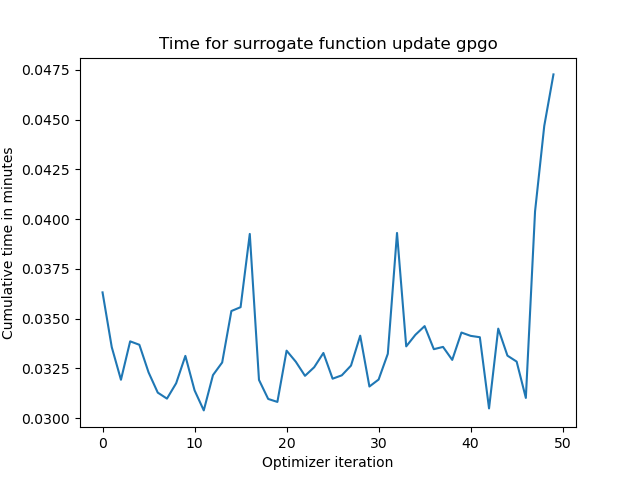 Time for surrogate function update gpgo
Cumulative time in minutes
0.0475
0.0450
0.0425
0.0400
0.0375
0.0350
0.0325
0.0300
0 10 20 30 40 50
Optimizer iteration